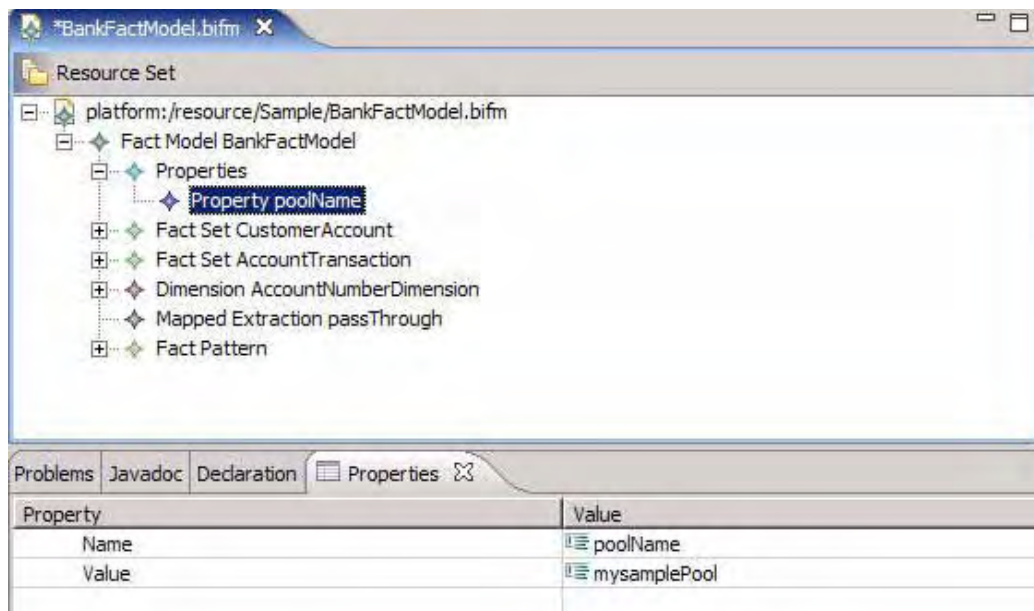 *BankFactModel.bifm
Resource Set
platform:/resource/Sample/BankFactModel.bifm
Fact Model BankFactModel
Properties
Property poolName
Fact Set CustomerAccount
Fact Set AccountTransaction
Dimension AccountNumberDimension
Mapped Extraction passThrough
Fact Pattern
Problems Javadoc Declaration Properties
Property Value
Name poolName
Value mysamplePool